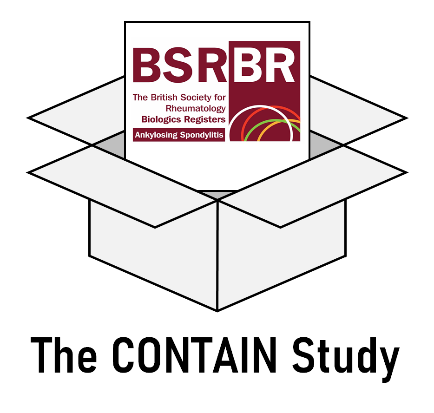 BSRBR
The British Society for
Rheumatology
Biologics Registers
Ankylosing Spondylitis
The CONTAIN Study